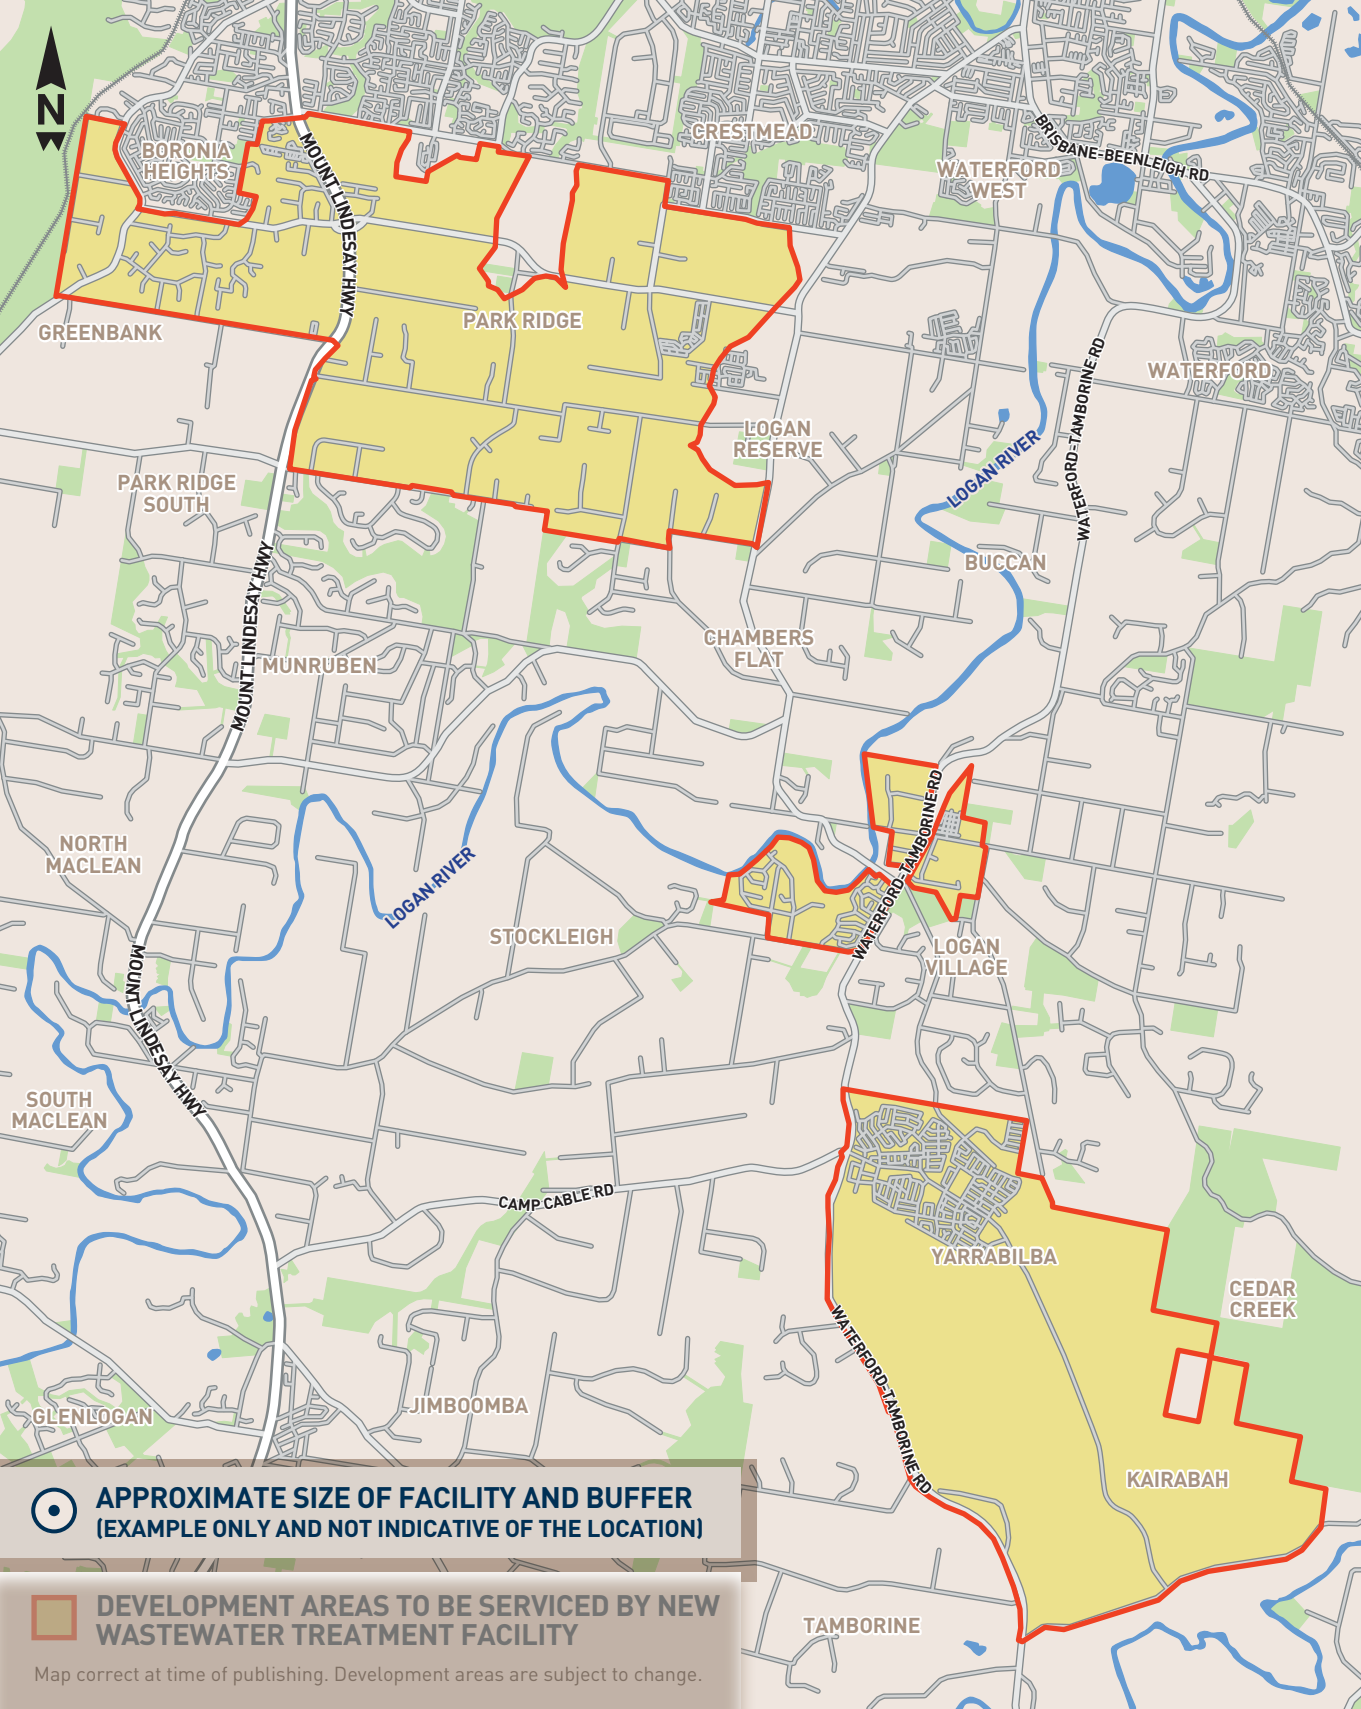 N
BORONIA
HEIGHTS
CRESTMEAD
BRISBANE-BEENLEIGH RD
WATERFORD
WEST
MOUNT LINDESAY HWY
GREENBANK
PARK RIDGE
WATERFORD
WATERFORD-TAMBORINE RD
LOGAN
RESERVE
LOGAN RIVER
PARK RIDGE
SOUTH
BUCCAN
MOUNT LINDESAY HWY
CHAMBERS
FLAT
MUNRUBEN
NORTH
MACLEAN
WATERFORD-TAMBORINE RD
LOGAN RIVER
STOCKLEIGH
LOGAN
VILLAGE
MOUNT LINDESAY HWY
SOUTH
MACLEAN
CAMP CABLE RD
YARRABILBA
CEDAR
CREEK
WATERFORD-TAMBORINE RD
GLENLOGAN
JIMBOOMBA
KAIRABAH
TAMBORINE
APPROXIMATE SIZE OF FACILITY AND BUFFER
(EXAMPLE ONLY AND NOT INDICATIVE OF THE LOCATION)
DEVELOPMENT AREAS TO BE SERVICED BY NEW
WASTEWATER TREATMENT FACILITY
Map correct at time of publishing. Development areas are subject to change.